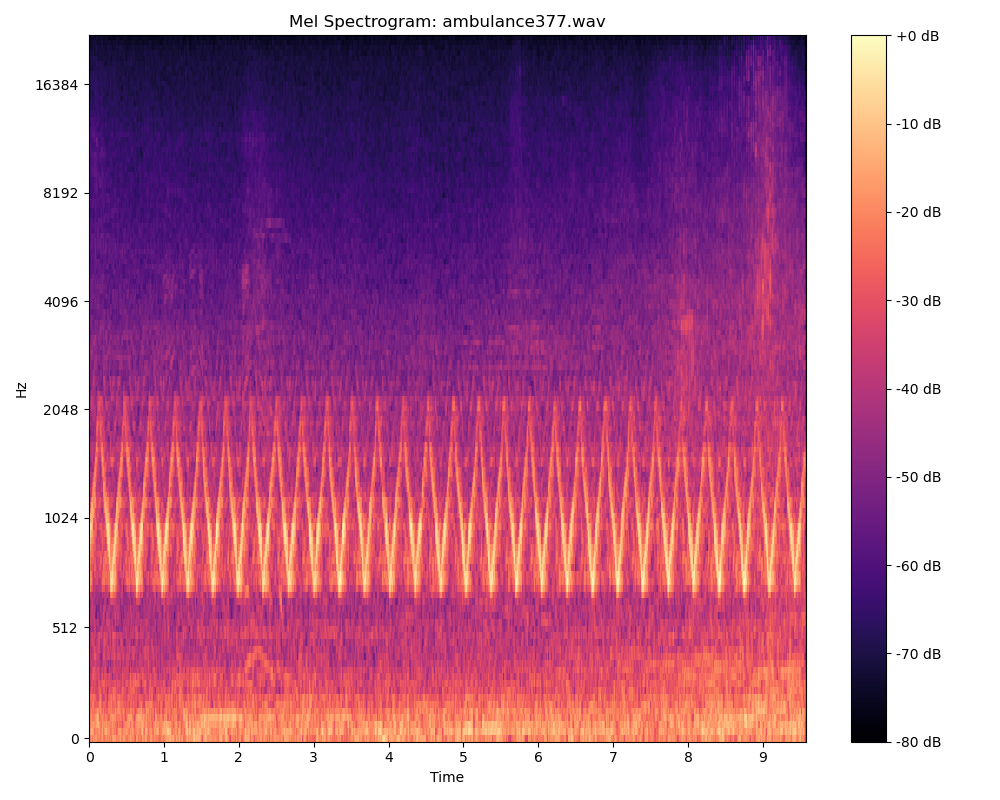 Mel Spectrogram: ambulance377.wav
+0 dB
16384
-10 dB
8192
-20 dB
4096
-30 dB
Hz
-40 dB
2048
-50 dB
1024
-60 dB
512
-70 dB
0
-80 dB
0 1 2 3 4 5 6 7 8 9
Time